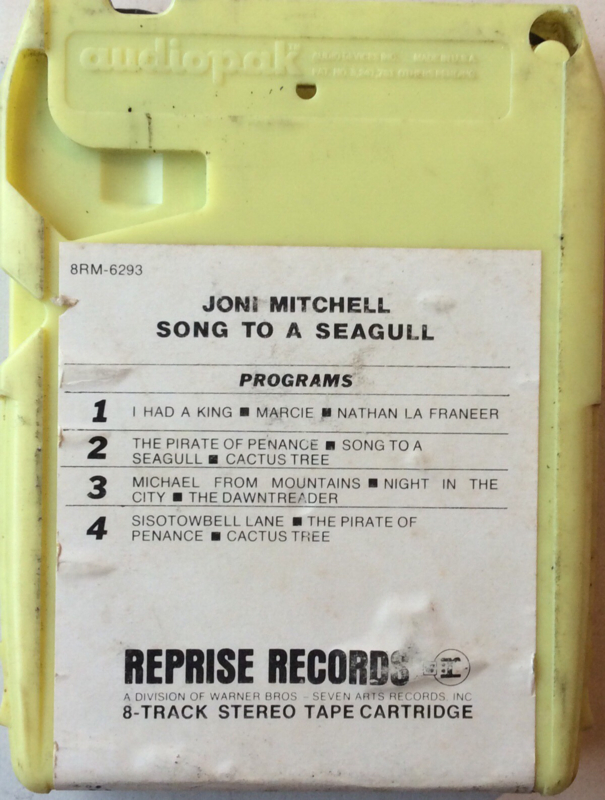 audiopak
8RM-6293
JONI MITCHELL
SONG TO A SEAGULL
PROGRAMS
1 I HAD A KING ■ MARCIE ■ NATHAN LA FRANEER
2 THE PIRATE OF PENANCE ■ SONG TO A
SEAGULL ■ CACTUS TREE
3 MICHAEL FROM MOUNTAINS ■ NIGHT IN THE
CITY ■ THE DAWNTREADER
4 SISOTOWBELL LANE ■ THE PIRATE OF
PENANCE ■ CACTUS TREE
REPRISE RECORDS
A DIVISION OF WARNER BROS - SEVEN ARTS RECORDS, INC
8-TRACK STEREO TAPE CARTRIDGE